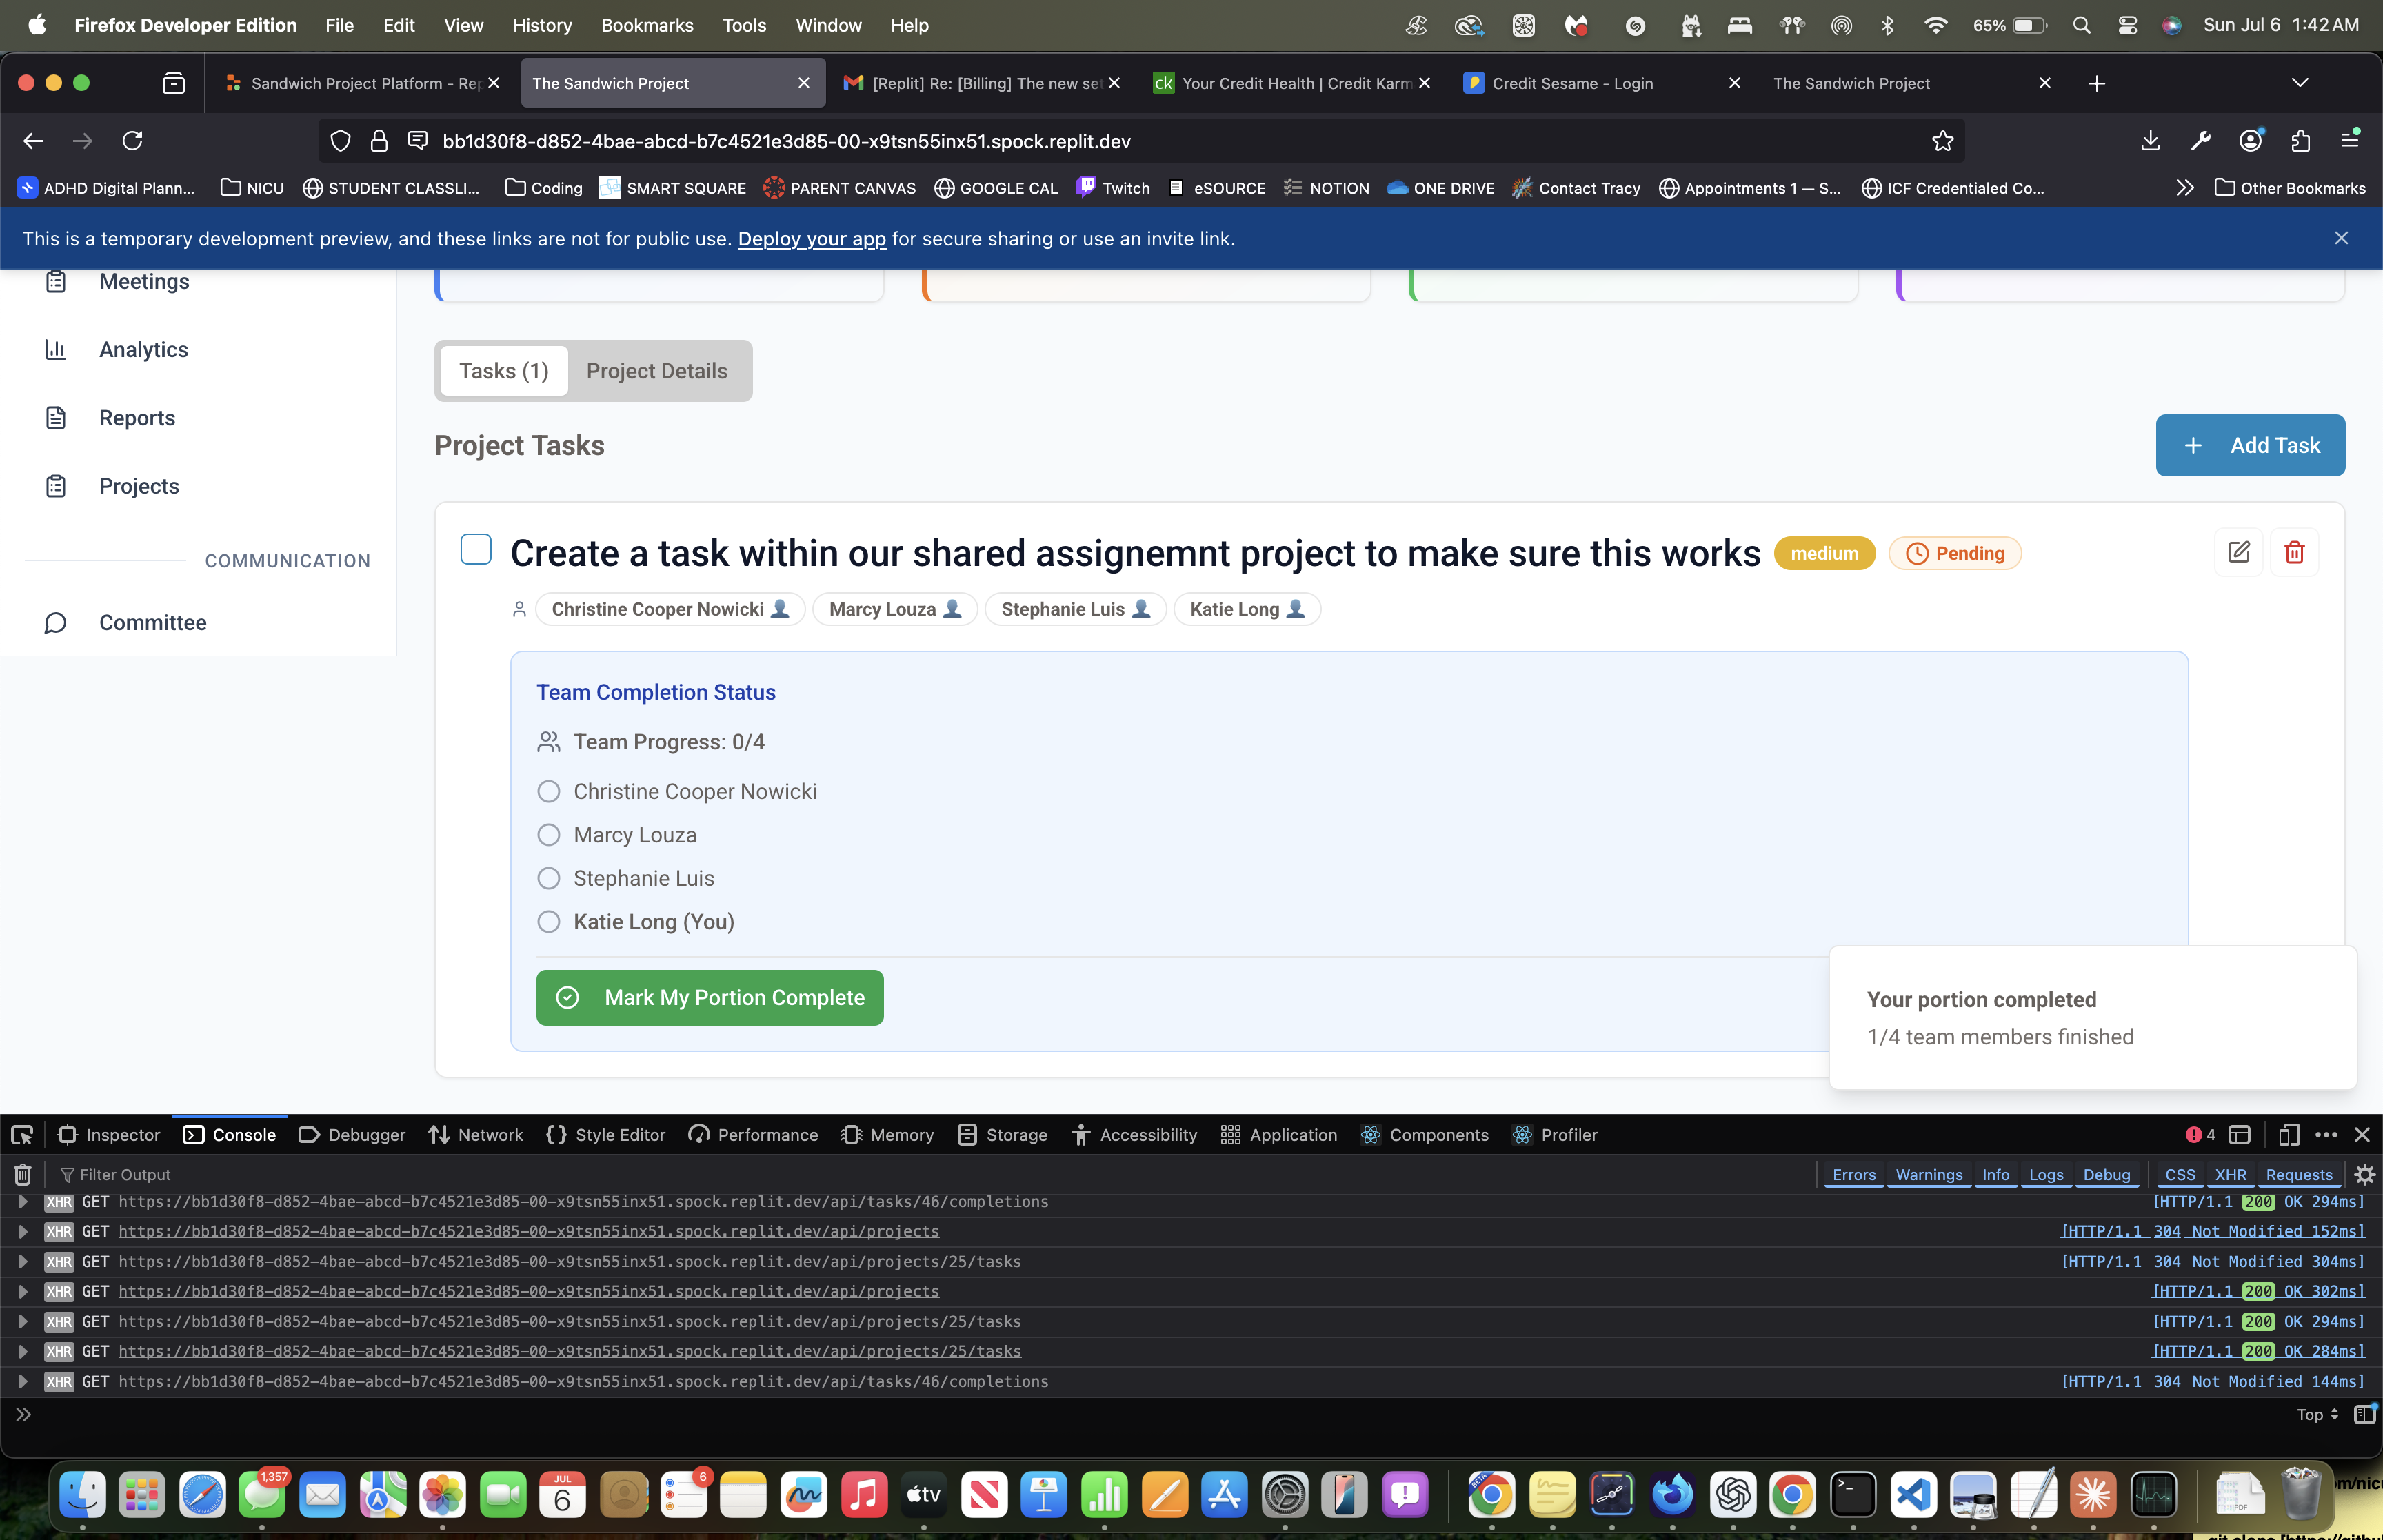 Firefox Developer Edition File Edit View History Bookmarks Tools Window Help 65% Sun Jul 6 1:42 AM
Sandwich Project Platform - Rep The Sandwich Project [Replit] Re: [Billing] The new set ck Your Credit Health | Credit Karm Credit Sesame - Login The Sandwich Project
bb1d30f8-d852-4bae-abcd-b7c4521e3d85-00-x9tsn55inx51.spock.replit.dev
ADHD Digital Plann... NICU STUDENT CLASSLI... Coding SMART SQUARE PARENT CANVAS GOOGLE CAL Twitch eSOURCE NOTION ONE DRIVE Contact Tracy Appointments 1 — S... ICF Credentialed Co... Other Bookmarks
This is a temporary development preview, and these links are not for public use. Deploy your app for secure sharing or use an invite link.
Meetings
Analytics
Reports
Projects
COMMUNICATION
Committee
Tasks (1) Project Details
Project Tasks
+ Add Task
Create a task within our shared assignemnt project to make sure this works medium Pending
Christine Cooper Nowicki Marcy Louza Stephanie Luis Katie Long
Team Completion Status
Team Progress: 0/4
Christine Cooper Nowicki
Marcy Louza
Stephanie Luis
Katie Long (You)
Mark My Portion Complete
Your portion completed
1/4 team members finished
Inspector Console Debugger Network Style Editor Performance Memory Storage Accessibility Application Components Profiler 4
Filter Output Errors Warnings Info Logs Debug CSS XHR Requests
XHR GET https://bb1d30f8-d852-4bae-abcd-b7c4521e3d85-00-x9tsn55inx51.spock.replit.dev/api/tasks/46/completions [HTTP/1.1 200 OK 294ms]
XHR GET https://bb1d30f8-d852-4bae-abcd-b7c4521e3d85-00-x9tsn55inx51.spock.replit.dev/api/projects [HTTP/1.1 304 Not Modified 152ms]
XHR GET https://bb1d30f8-d852-4bae-abcd-b7c4521e3d85-00-x9tsn55inx51.spock.replit.dev/api/projects/25/tasks [HTTP/1.1 304 Not Modified 304ms]
XHR GET https://bb1d30f8-d852-4bae-abcd-b7c4521e3d85-00-x9tsn55inx51.spock.replit.dev/api/projects [HTTP/1.1 200 OK 302ms]
XHR GET https://bb1d30f8-d852-4bae-abcd-b7c4521e3d85-00-x9tsn55inx51.spock.replit.dev/api/projects/25/tasks [HTTP/1.1 200 OK 294ms]
XHR GET https://bb1d30f8-d852-4bae-abcd-b7c4521e3d85-00-x9tsn55inx51.spock.replit.dev/api/projects/25/tasks [HTTP/1.1 200 OK 284ms]
XHR GET https://bb1d30f8-d852-4bae-abcd-b7c4521e3d85-00-x9tsn55inx51.spock.replit.dev/api/tasks/46/completions [HTTP/1.1 304 Not Modified 144ms]
Top
1,357 JUL 6 6 tv BETA PDF